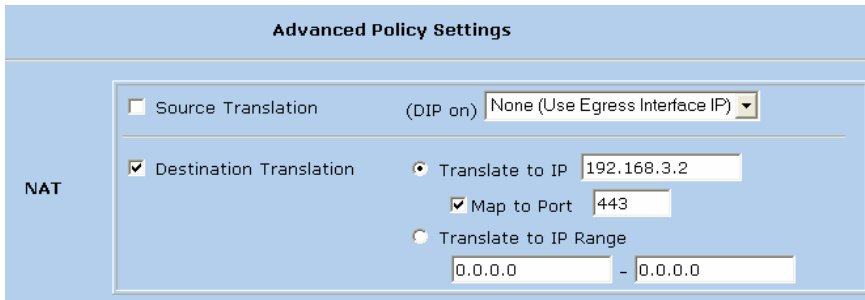 Advanced Policy Settings
Source Translation (DIP on) None (Use Egress Interface IP)
NAT
Destination Translation Translate to IP 192.168.3.2
Map to Port 443
Translate to IP Range
0.0.0.0 - 0.0.0.0